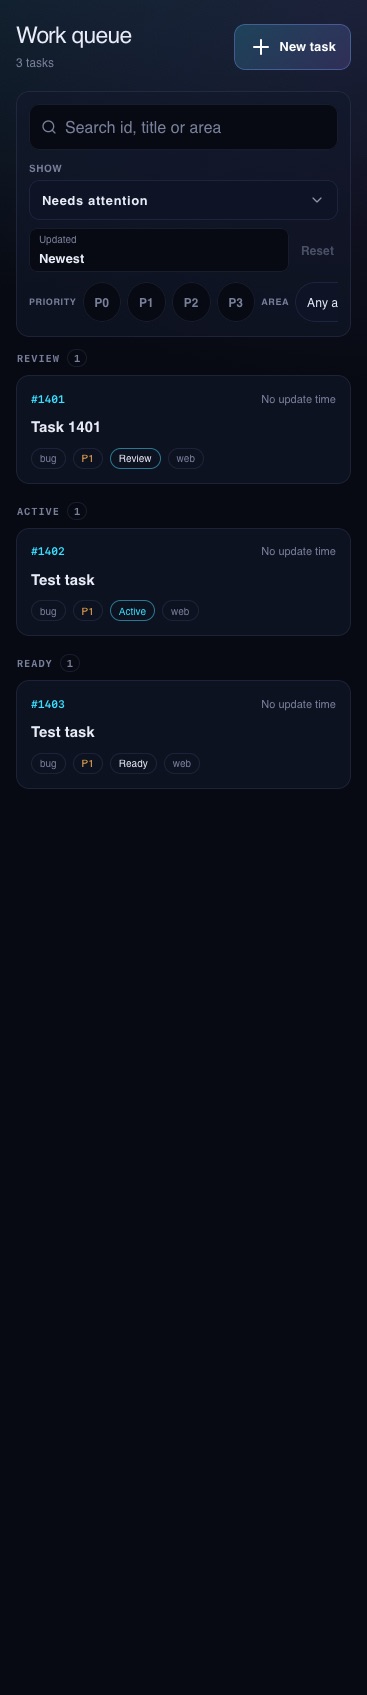 Work queue
3 tasks
New task
Search id, title or area
SHOW
Needs attention
Updated
Newest
Reset
PRIORITY P0 P1 P2 P3 AREA Any a
REVIEW 1
#1401 No update time
Task 1401
bug P1 Review web
ACTIVE 1
#1402 No update time
Test task
bug P1 Active web
READY 1
#1403 No update time
Test task
bug P1 Ready web